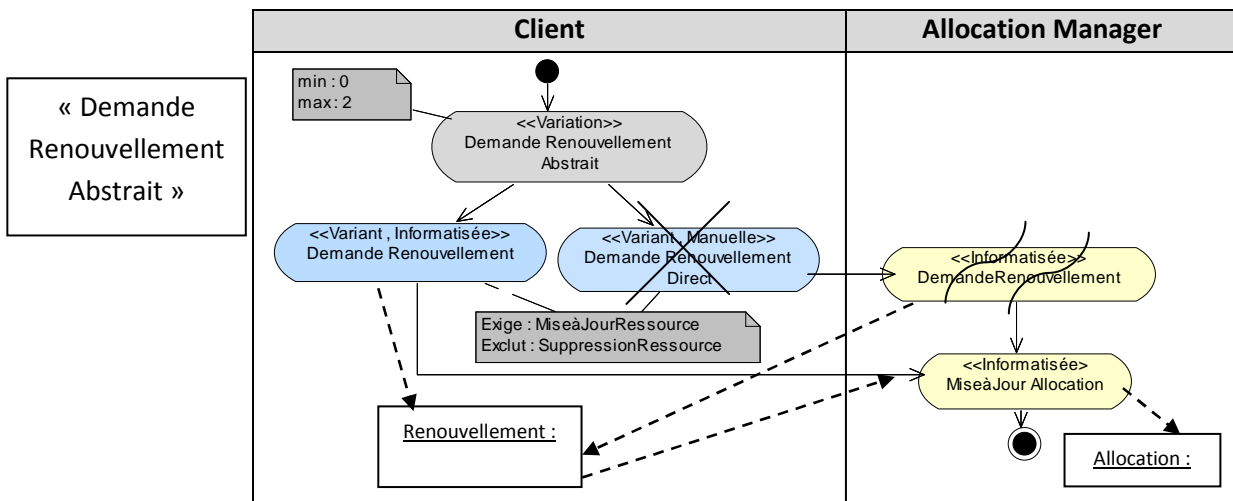 Client
Allocation Manager
« Demande
Renouvellement
Abstrait »
min : 0
max : 2
<<Variation>>
Demande Renouvellement
Abstrait
<<Variant , Informatisée>>
Demande Renouvellement
<<Variant , Manuelle>>
Demande Renouvellement
Direct
<<Informatisée>>
DemandeRenouvellement
Exige : MiseàJourRessource
Exclut : SuppressionRessource
<<Informatisée>
MiseàJour Allocation
Renouvellement :
Allocation :